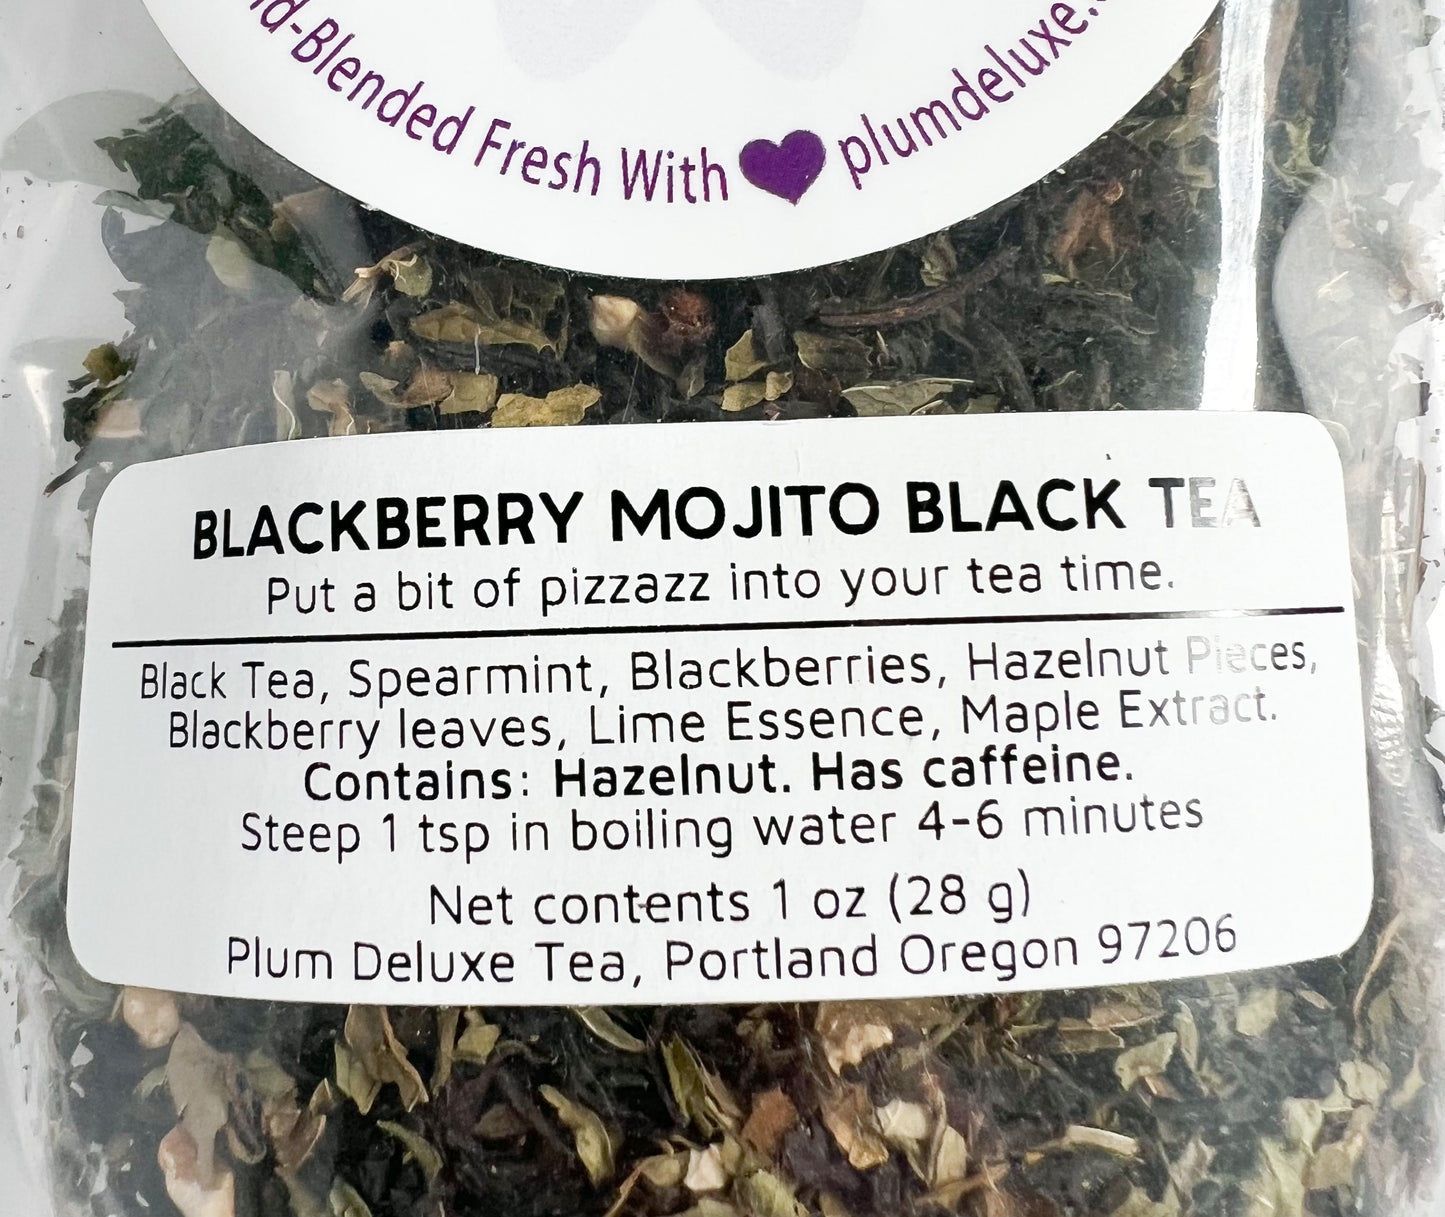 -Blended Fresh With plumdeluxe.
BLACKBERRY MOJITO BLACK TEA
Put a bit of pizzazz into your tea time.
Black Tea, Spearmint, Blackberries, Hazelnut Pieces,
Blackberry leaves, Lime Essence, Maple Extract.
Contains: Hazelnut. Has caffeine.
Steep 1 tsp in boiling water 4-6 minutes
Net contents 1 oz (28 g)
Plum Deluxe Tea, Portland Oregon 97206